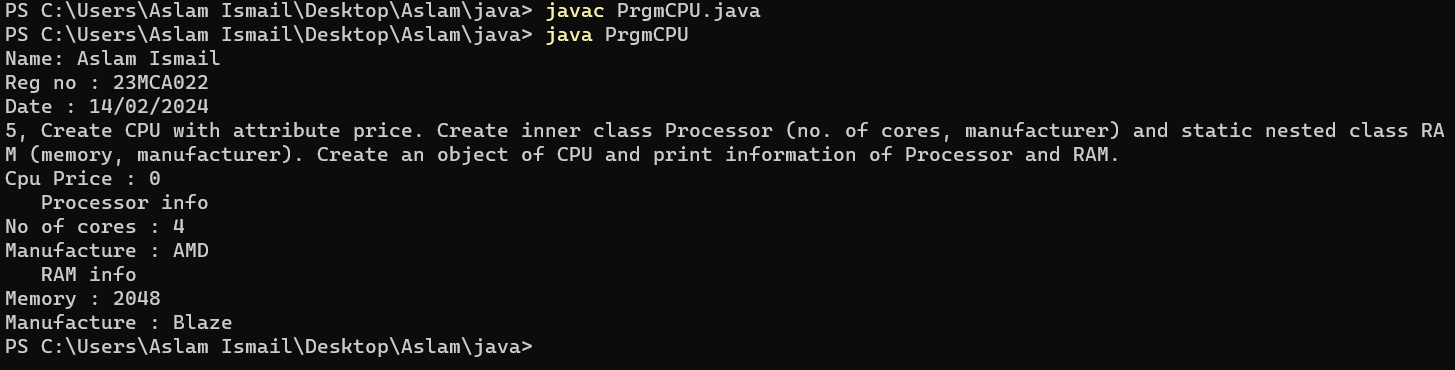 PS C:\Users\Aslam Ismail\Desktop\Aslam\java> javac PrgmCPU.java
PS C:\Users\Aslam Ismail\Desktop\Aslam\java> java PrgmCPU
Name: Aslam Ismail
Reg no : 23MCA022
Date : 14/02/2024
5, Create CPU with attribute price. Create inner class Processor (no. of cores, manufacturer) and static nested class RA
M (memory, manufacturer). Create an object of CPU and print information of Processor and RAM.
Cpu Price : 0
   Processor info
No of cores : 4
Manufacture : AMD
   RAM info
Memory : 2048
Manufacture : Blaze
PS C:\Users\Aslam Ismail\Desktop\Aslam\java>